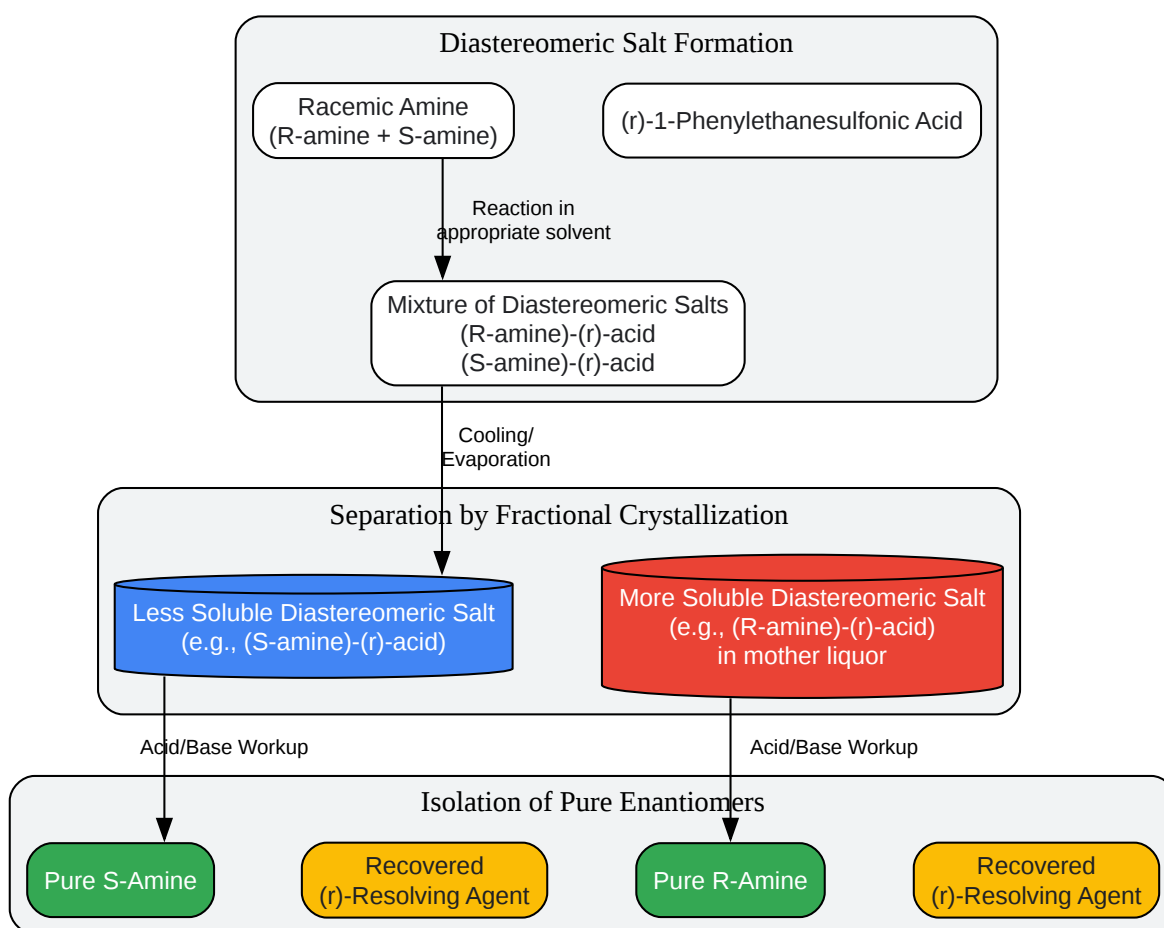 Diastereomeric Salt Formation
Racemic Amine
(R-amine + S-amine)
(r)-1-Phenylethanesulfonic Acid
Reaction in
appropriate solvent
Mixture of Diastereomeric Salts
(R-amine)-(r)-acid
(S-amine)-(r)-acid
Cooling/
Evaporation
Separation by Fractional Crystallization
Less Soluble Diastereomeric Salt
(e.g., (S-amine)-(r)-acid)
More Soluble Diastereomeric Salt
(e.g., (R-amine)-(r)-acid)
in mother liquor
Acid/Base Workup
Acid/Base Workup
Isolation of Pure Enantiomers
Pure S-Amine
Recovered
(r)-Resolving Agent
Pure R-Amine
Recovered
(r)-Resolving Agent